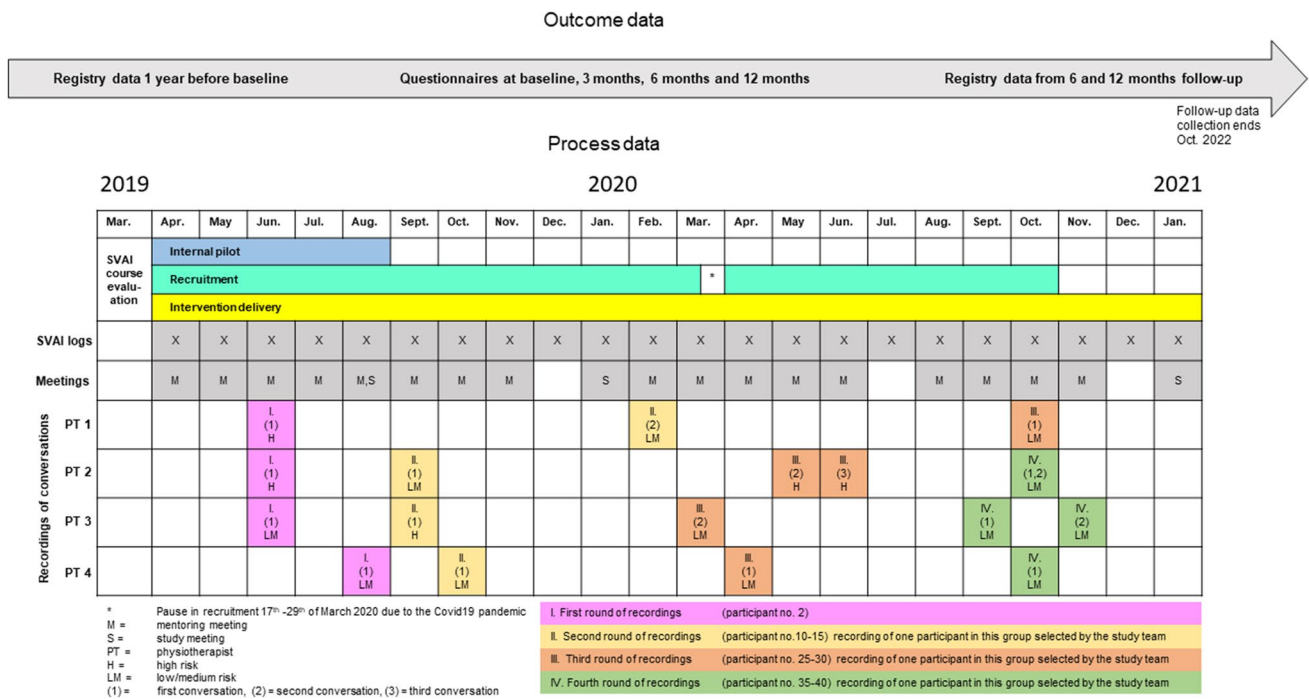 Outcome data
Registry data 1 year before baseline Questionnaires at baseline, 3 months, 6 months and 12 months Registry data from 6 and 12 months follow-up
Follow-up data
collection ends
Oct. 2022
Process data
2019 2020 2021
Mar. Apr. May Jun. Jul. Aug. Sept. Oct. Nov. Dec. Jan. Feb. Mar. Apr. May Jun. Jul. Aug. Sept. Oct. Nov. Dec. Jan.
SVAI
course
evalu-
ation
Internal pilot
Recruitment *
Intervention delivery
SVAI logs X X X X X X X X X X X X X X X X X X X X X X
Meetings M M M M M,S M M M S M M M M M M M M M S
Recordings of conversations
PT 1
I. II. III.
(1) (2) (1)
H LM LM
PT 2
I. II. III. III. IV.
(1) (1) (2) (3) (1,2)
H LM H H LM
PT 3
I. II. III. IV. IV.
(1) (1) (2) (1) (2)
LM H LM LM LM
PT 4
I. II. III. IV.
(1) (1) (1) (1)
LM LM LM LM
* Pause in recruitment 17th -29th of March 2020 due to the Covid19 pandemic
M = mentoring meeting
S = study meeting
PT = physiotherapist
H = high risk
LM = low/medium risk
(1) = first conversation, (2) = second conversation, (3) = third conversation
I. First round of recordings (participant no. 2)
II. Second round of recordings (participant no.10-15) recording of one participant in this group selected by the study team
III. Third round of recordings (participant no. 25-30) recording of one participant in this group selected by the study team
IV. Fourth round of recordings (participant no. 35-40) recording of one participant in this group selected by the study team